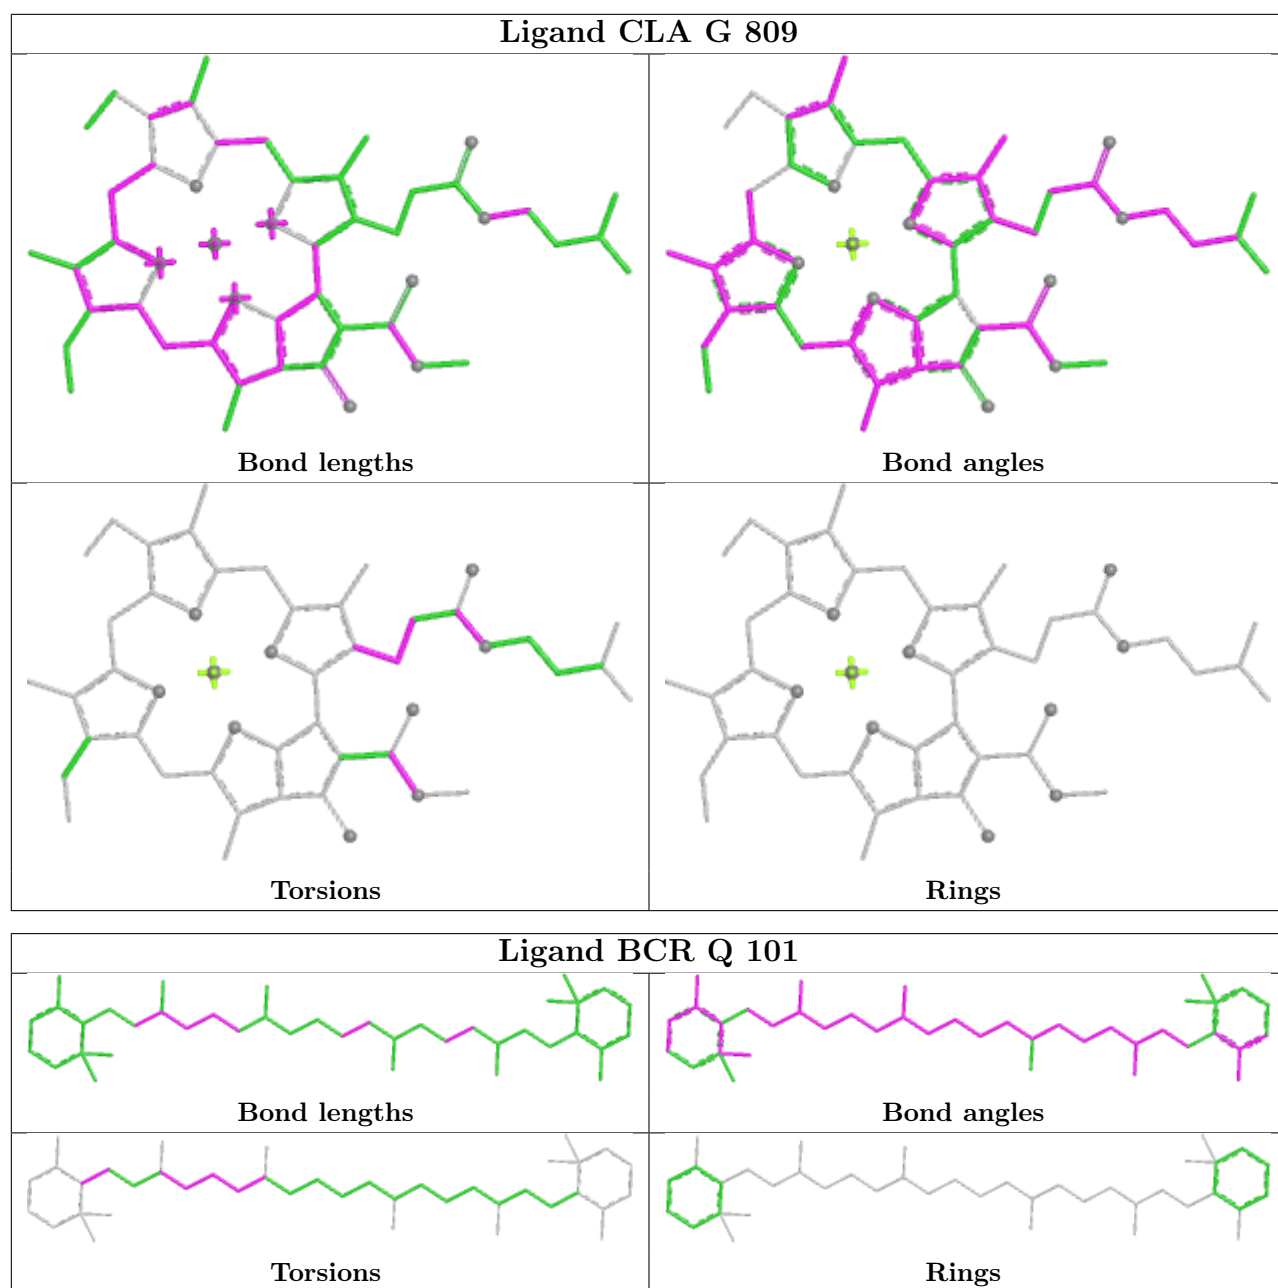 Ligand CLA G 809
Bond lengths
Bond angles
Torsions
Rings
Ligand BCR Q 101
Bond lengths
Bond angles
Torsions
Rings